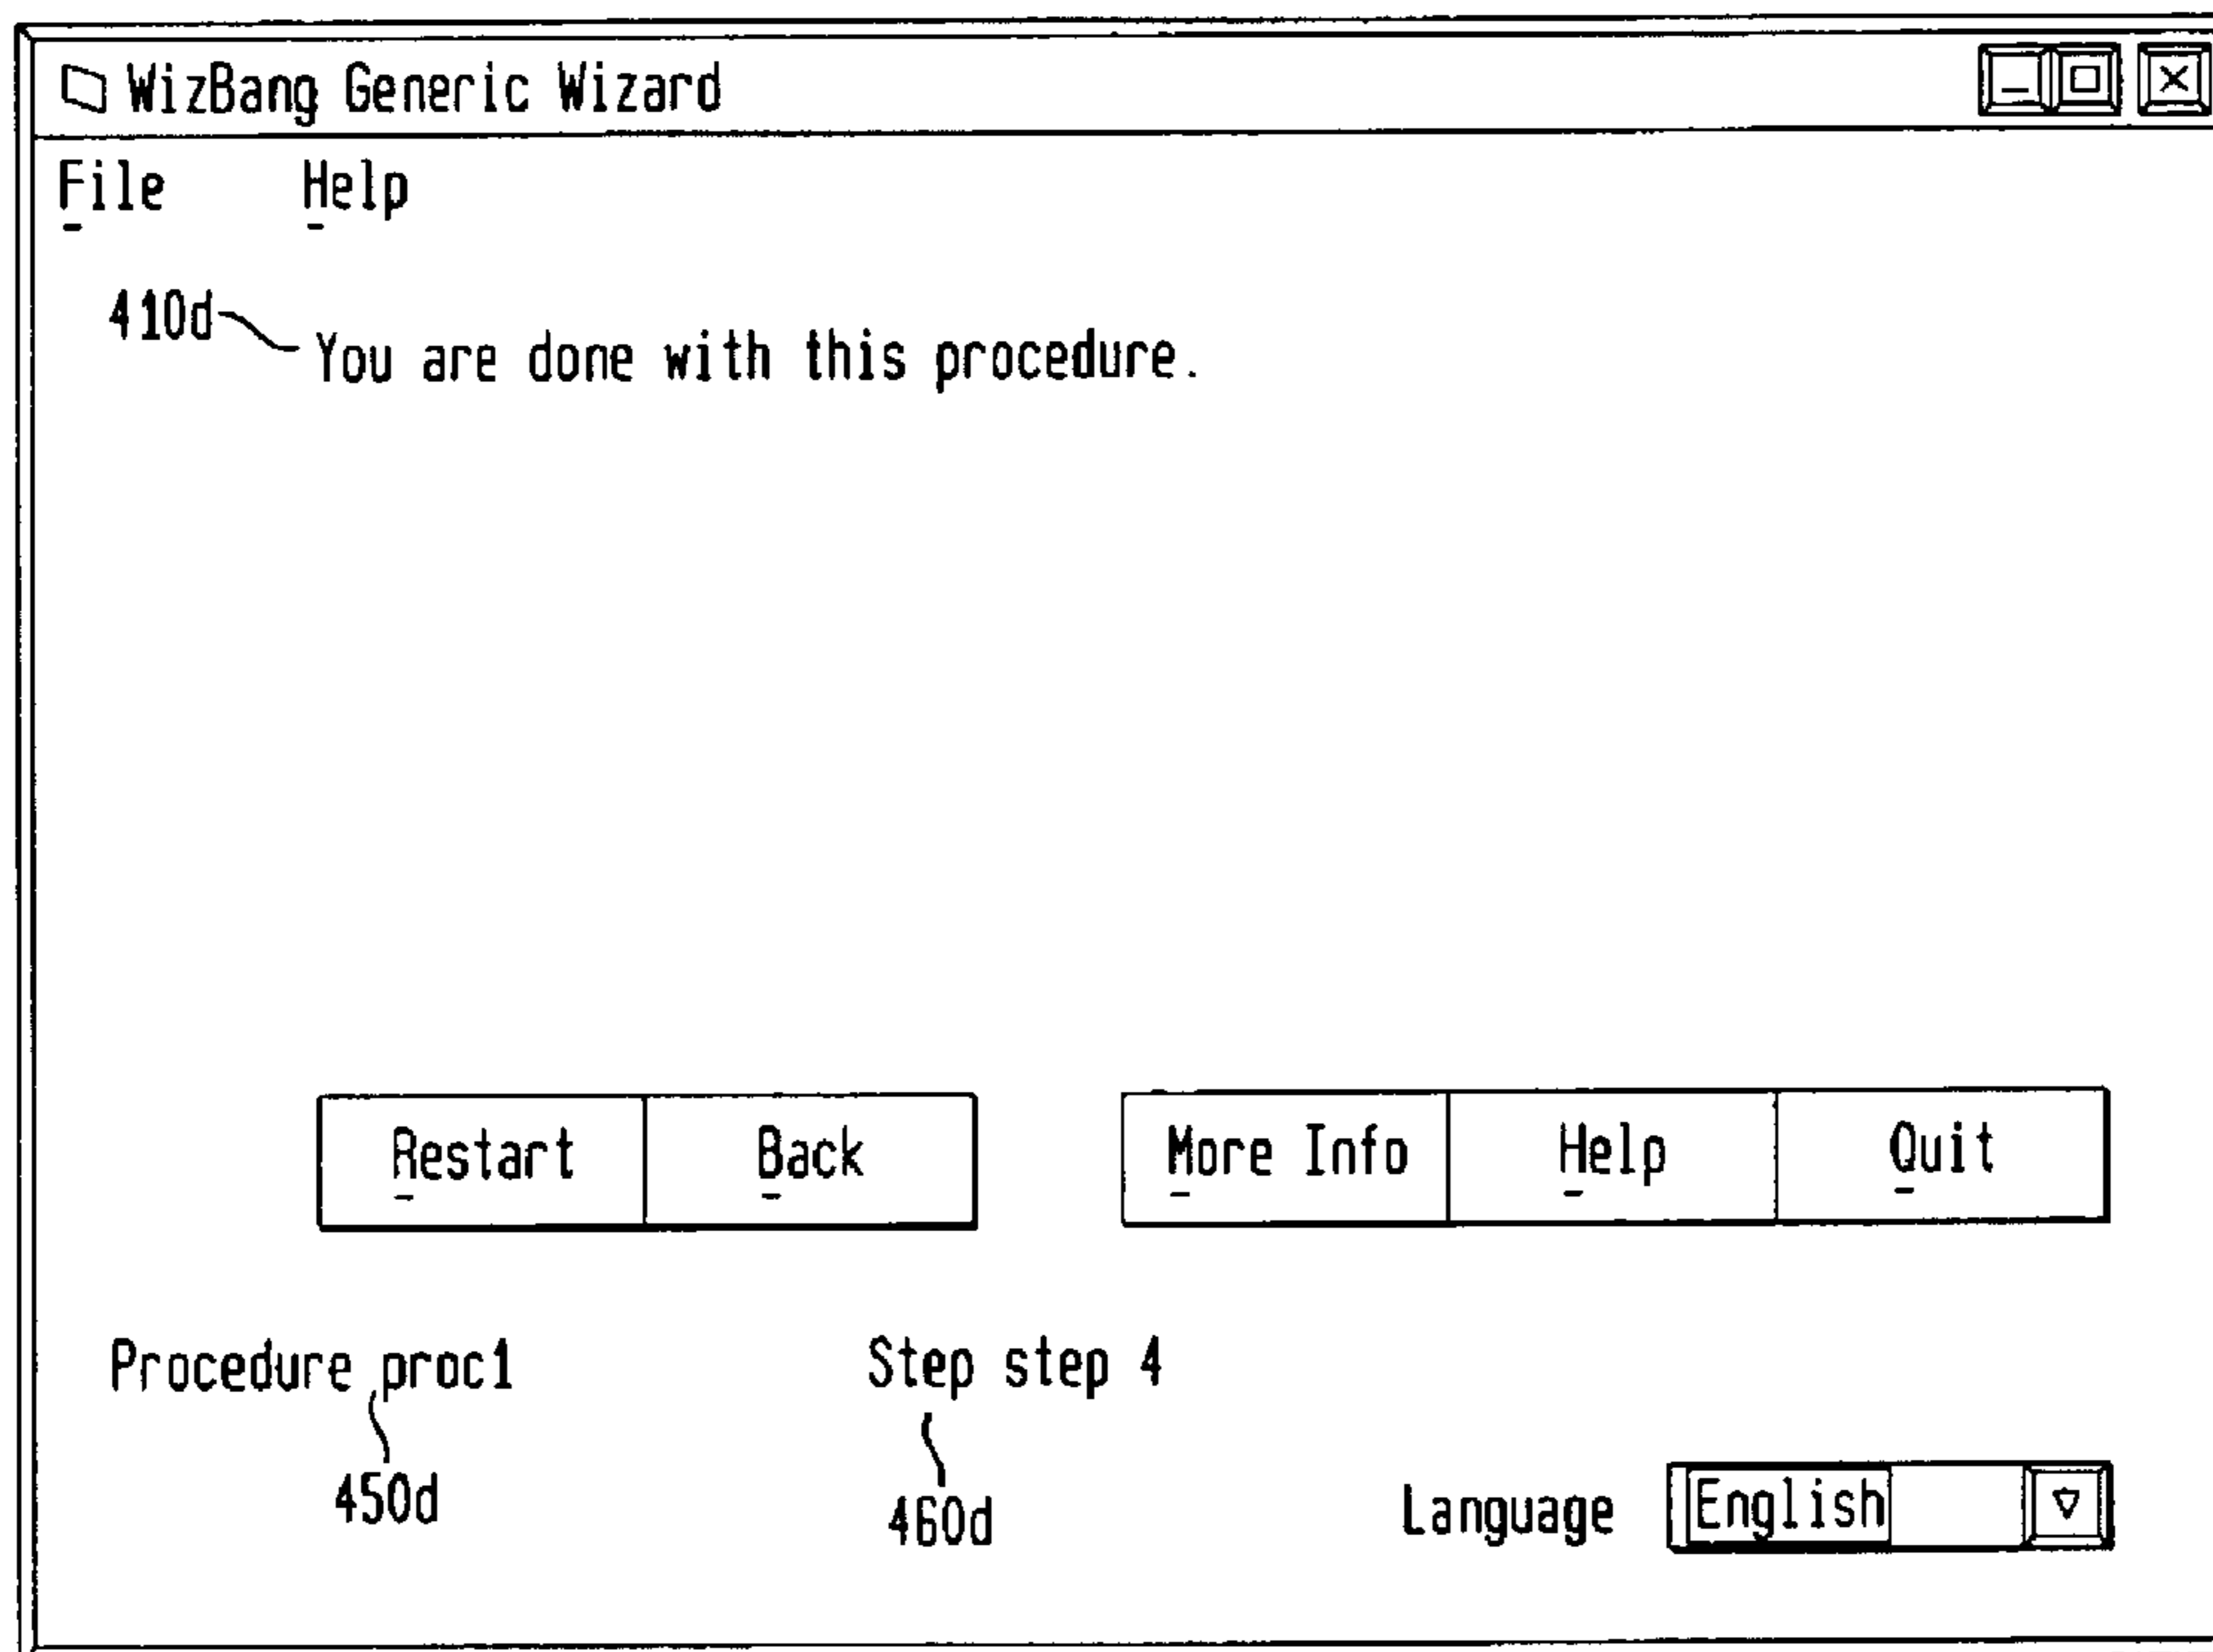 WizBang Generic Wizard
File Help
410d
You are done with this procedure.
Restart Back More Info Help Quit
Procedure proc1 Step step 4
450d 460d
Language English